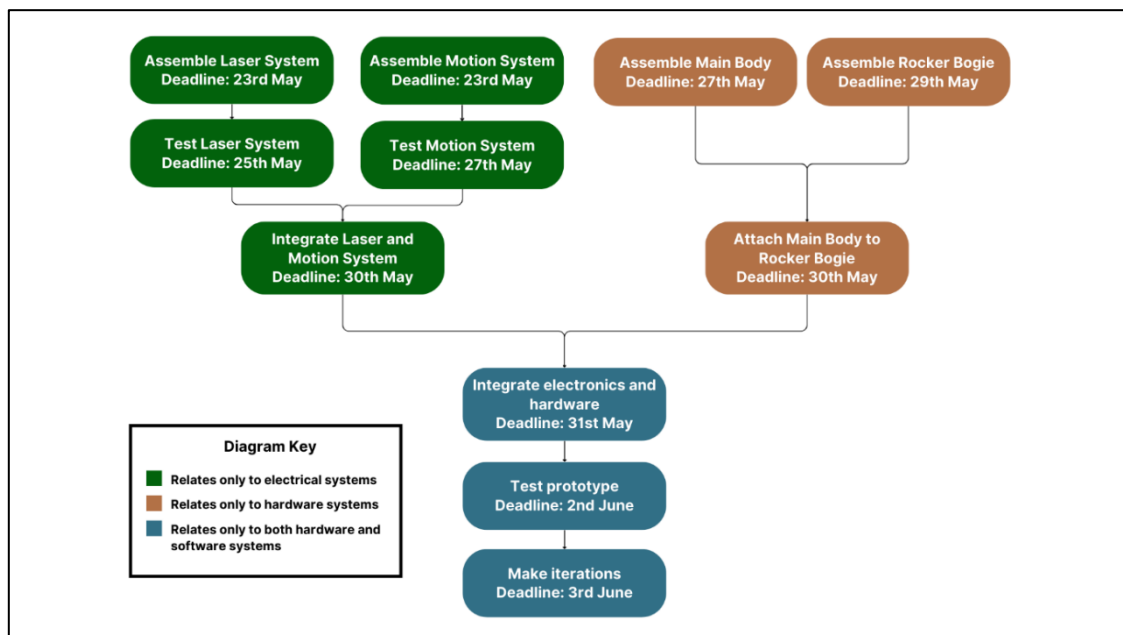 Assemble Laser System
Deadline: 23rd May
Assemble Motion System
Deadline: 23rd May
Assemble Main Body
Deadline: 27th May
Assemble Rocker Bogie
Deadline: 29th May
Test Laser System
Deadline: 25th May
Test Motion System
Deadline: 27th May
Integrate Laser and
Motion System
Deadline: 30th May
Attach Main Body to
Rocker Bogie
Deadline: 30th May
Integrate electronics and
hardware
Deadline: 31st May
Test prototype
Deadline: 2nd June
Make iterations
Deadline: 3rd June
Diagram Key
Relates only to electrical systems
Relates only to hardware systems
Relates only to both hardware and
software systems